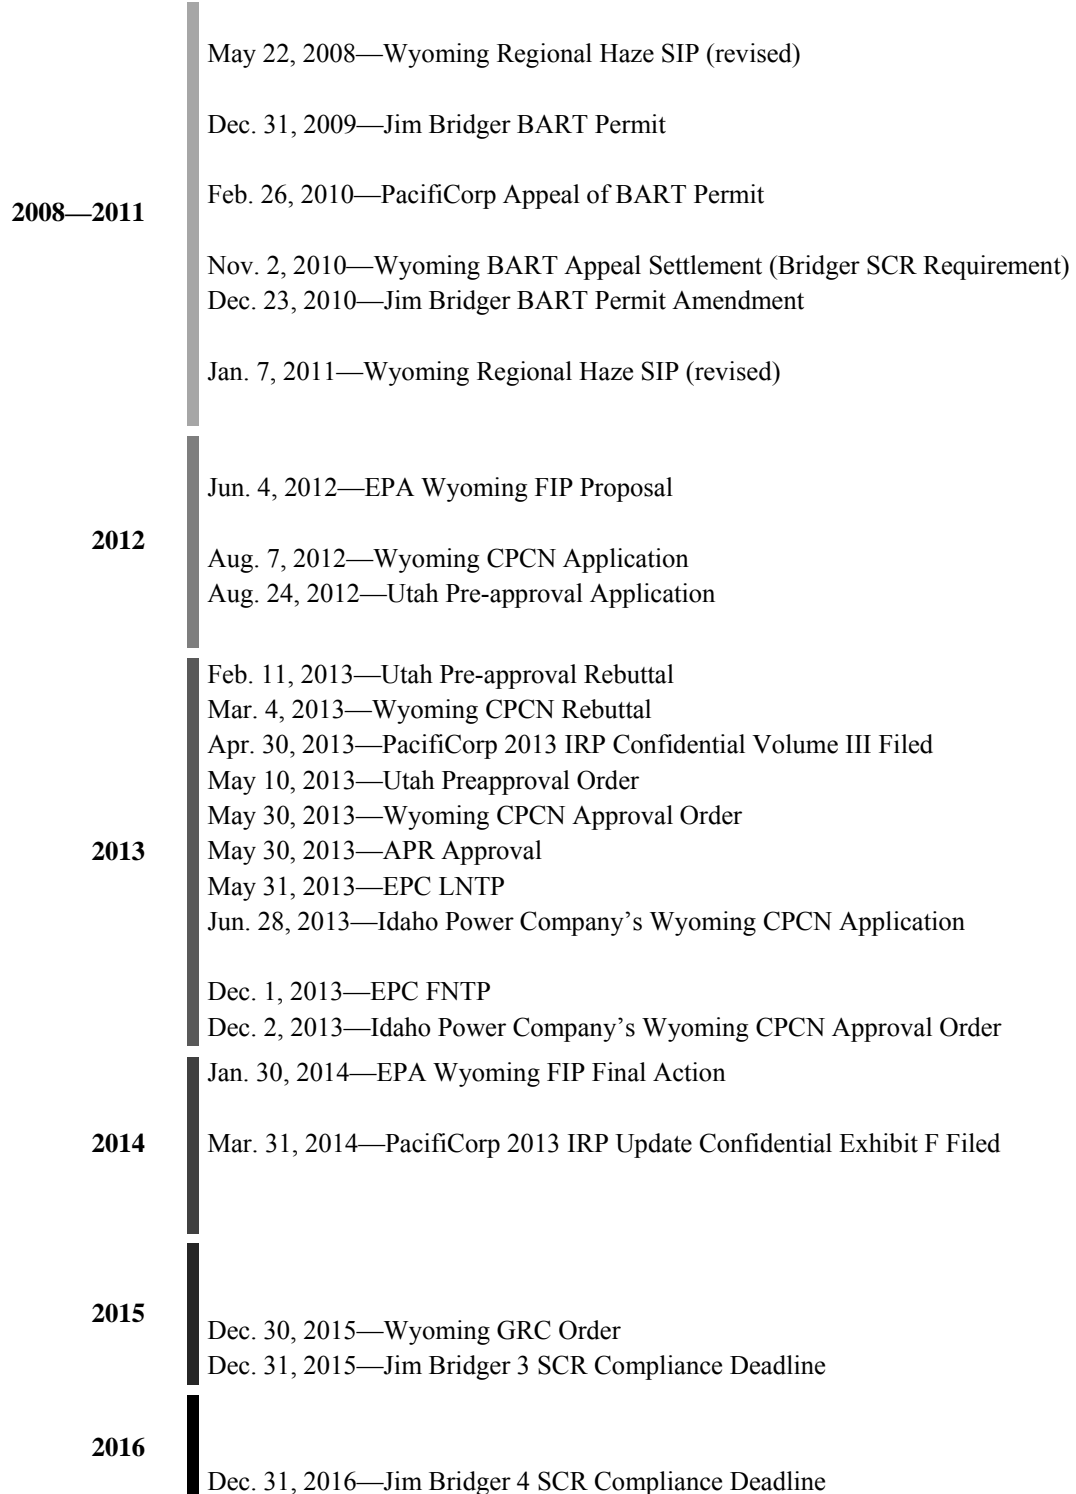 May 22, 2008—Wyoming Regional Haze SIP (revised)
Dec. 31, 2009—Jim Bridger BART Permit
Feb. 26, 2010—PacifiCorp Appeal of BART Permit
2008—2011
Nov. 2, 2010—Wyoming BART Appeal Settlement (Bridger SCR Requirement)
Dec. 23, 2010—Jim Bridger BART Permit Amendment
Jan. 7, 2011—Wyoming Regional Haze SIP (revised)
Jun. 4, 2012—EPA Wyoming FIP Proposal
2012
Aug. 7, 2012—Wyoming CPCN Application
Aug. 24, 2012—Utah Pre-approval Application
Feb. 11, 2013—Utah Pre-approval Rebuttal
Mar. 4, 2013—Wyoming CPCN Rebuttal
Apr. 30, 2013—PacifiCorp 2013 IRP Confidential Volume III Filed
May 10, 2013—Utah Preapproval Order
May 30, 2013—Wyoming CPCN Approval Order
2013
May 30, 2013—APR Approval
May 31, 2013—EPC LNTP
Jun. 28, 2013—Idaho Power Company’s Wyoming CPCN Application
Dec. 1, 2013—EPC FNTP
Dec. 2, 2013—Idaho Power Company’s Wyoming CPCN Approval Order
Jan. 30, 2014—EPA Wyoming FIP Final Action
2014
Mar. 31, 2014—PacifiCorp 2013 IRP Update Confidential Exhibit F Filed
2015
Dec. 30, 2015—Wyoming GRC Order
Dec. 31, 2015—Jim Bridger 3 SCR Compliance Deadline
2016
Dec. 31, 2016—Jim Bridger 4 SCR Compliance Deadline